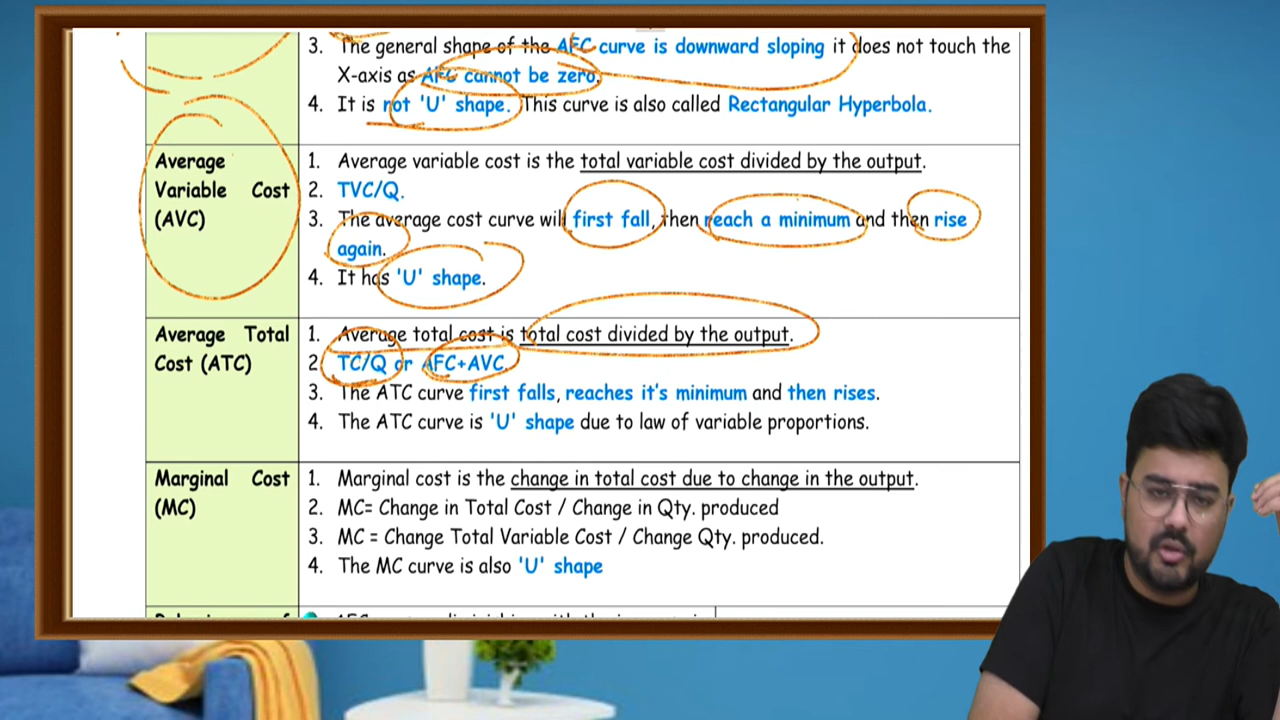 3. The general shape of the AFC curve is downward sloping it does not touch the
X-axis as AFC cannot be zero.
4. It is not 'U' shape. This curve is also called Rectangular Hyperbola.
Average
Variable Cost
(AVC)
1. Average variable cost is the total variable cost divided by the output.
2. TVC/Q.
3. The average cost curve will first fall, then reach a minimum and then rise
again.
4. It has 'U' shape.
Average Total
Cost (ATC)
1. Average total cost is total cost divided by the output.
2. TC/Q or AFC+AVC.
3. The ATC curve first falls, reaches it's minimum and then rises.
4. The ATC curve is 'U' shape due to law of variable proportions.
Marginal Cost
(MC)
1. Marginal cost is the change in total cost due to change in the output.
2. MC= Change in Total Cost / Change in Qty. produced
3. MC = Change Total Variable Cost / Change Qty. produced.
4. The MC curve is also 'U' shape